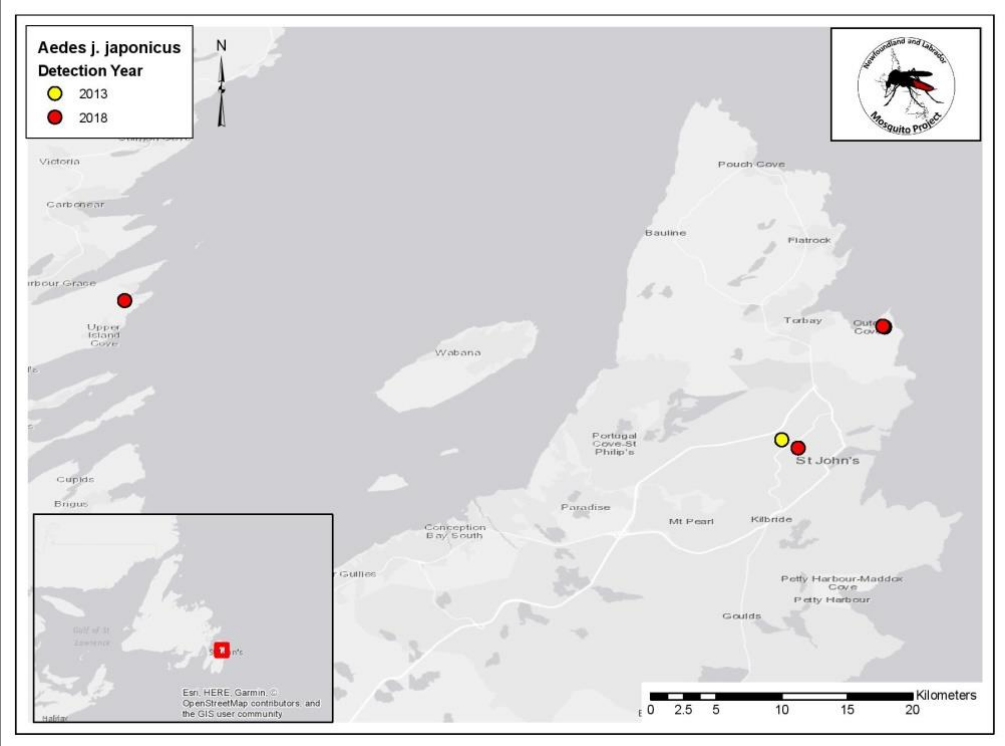 Aedes j. japonicus
Detection Year
2013
2018
N
Newfoundland and Labrador
Mosquito Project
Victoria
Carbonear
rbour Grace
Upper
Island
Cove
Cupids
Brigus
Wabana
Pouch Cove
Bauline
Flatrock
Torbay
Portugal
Cove-St
Philip's
St John's
Paradise
Mt Pearl
Kilbride
Conception
Bay South
r Gullies
Petty Harbour-Maddox
Cove
Petty Harbour
Goulds
Gulf of St
Lawrence
Halifax
Esri, HERE, Garmin, ©
OpenStreetMap contributors, and
the GIS user community
Kilometers
0 2.5 5 10 15 20